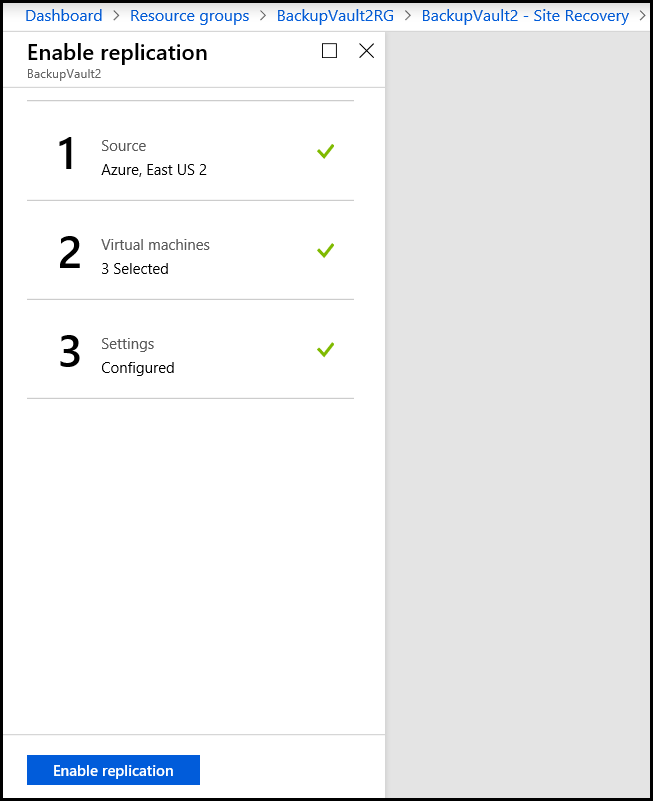 Dashboard > Resource groups > BackupVault2RG > BackupVault2 - Site Recovery >
Enable replication
BackupVault2
1
Source
Azure, East US 2
2
Virtual machines
3 Selected
3
Settings
Configured
Enable replication